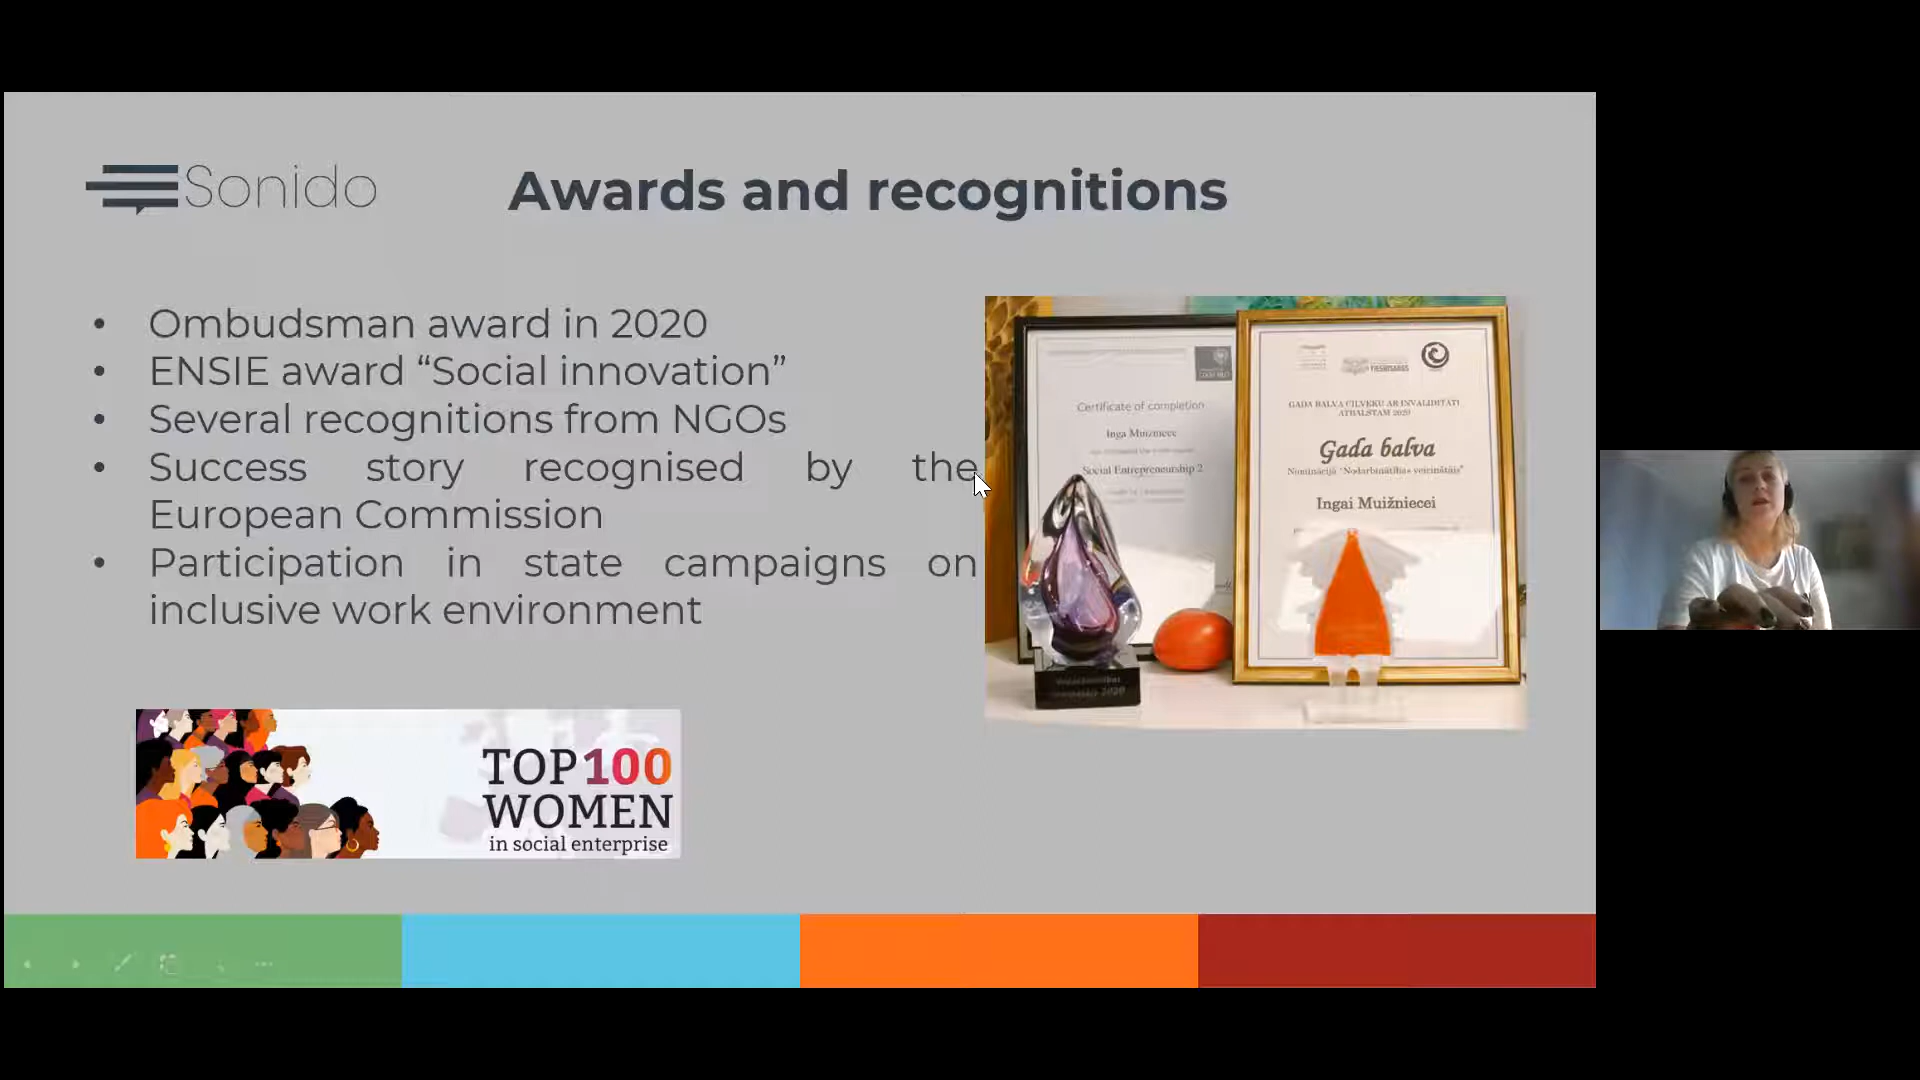 Sonido
Awards and recognitions
• Ombudsman award in 2020
• ENSIE award “Social innovation”
• Several recognitions from NGOs
• Success story recognised by the
European Commission
• Participation in state campaigns on
inclusive work environment
Certificate of completion
Inga Muižniece
Social Entrepreneurship 2
GADA BALVA CILVĒKU AR INVALIDITĀTI
ATBALSTAM 2020
Gada balva
Nominācijā "Nodarbinātības veicinātājs"
Ingai Muižniecei
TOP100
WOMEN
in social enterprise